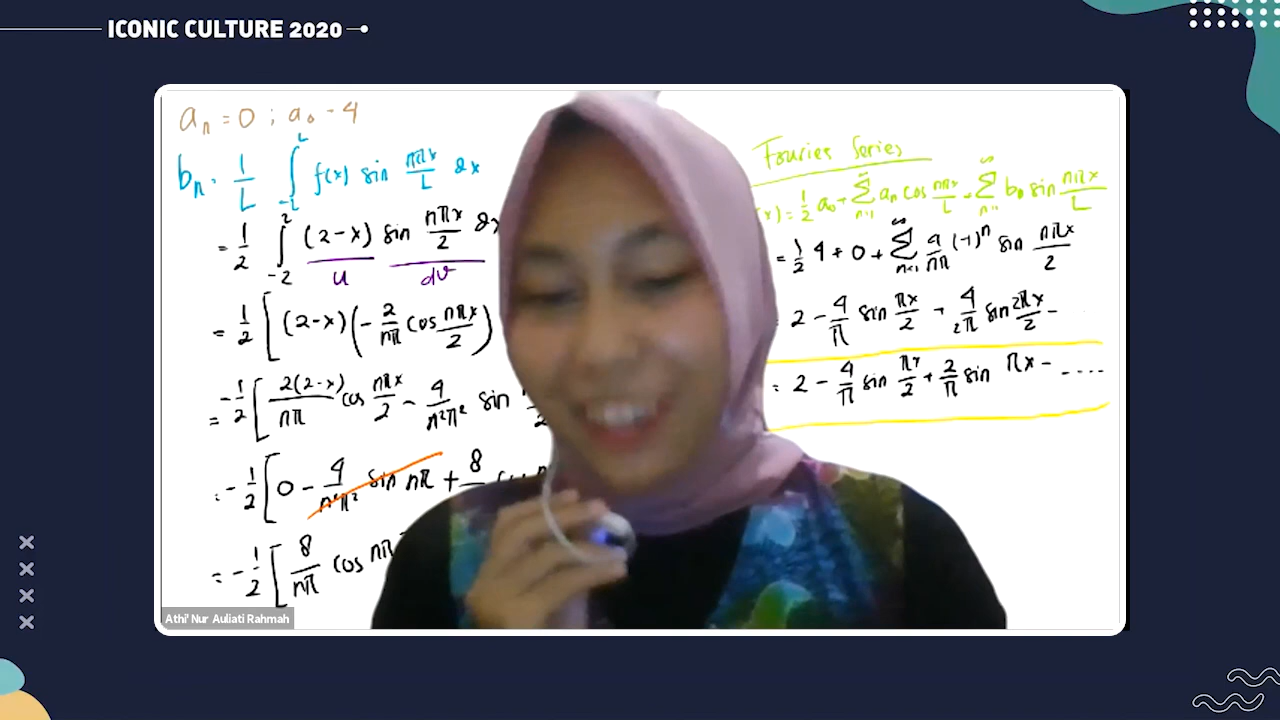 ICONIC CULTURE 2020
aₙ = 0 ; a₀ - 4
bₙ = 1/L ∫_{-L}^{L} f(x) sin nπx/L dx
= 1/2 ∫_{-2}^{2} (2-x) sin nπx/2 dx
u dv
= 1/2 [(2-x)(-2/nπ cos nπx/2)
= -1/2 [2(2-x)/nπ cos nπx/2 - 4/n²π² sin
= -1/2 [0 - 4/n²π² sin nπ + 8
= -1/2 [8/nπ cos nπ
Athi' Nur Auliati Rahmah
Fourier Series
(x) = 1/2 a₀ + ∑_{n=1}^{∞} aₙ cos nπx/L + ∑_{n=1}^{∞} bₙ sin nπx/L
= 1/2 4 + 0 + ∑_{n=1}^{∞} 4/nπ (-1)ⁿ sin nπx/2
2 - 4/π sin πx/2 + 4/2π sin 2πx/2 -
= 2 - 4/π sin πx/2 + 2/π sin πx - ....